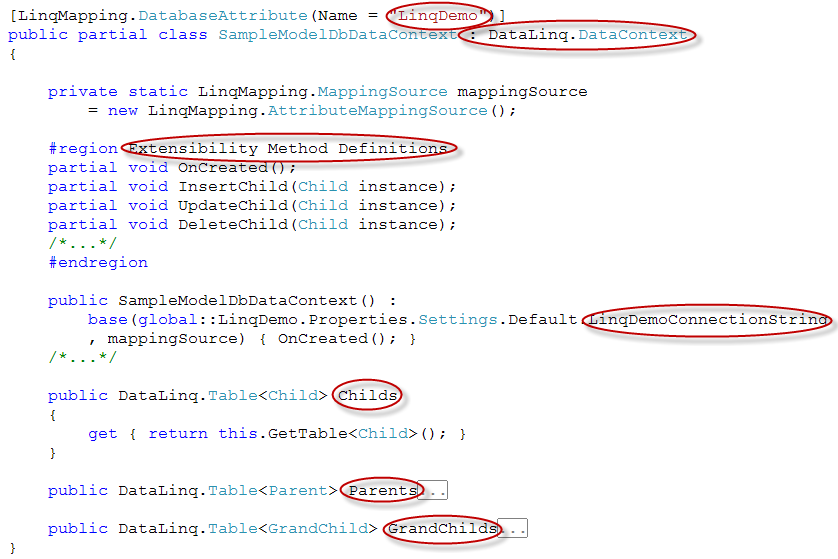 [LinqMapping.DatabaseAttribute(Name = "LinqDemo")]
public partial class SampleModelDbDataContext : DataLinq.DataContext
{
private static LinqMapping.MappingSource mappingSource
= new LinqMapping.AttributeMappingSource();
#region Extensibility Method Definitions
partial void OnCreated();
partial void InsertChild(Child instance);
partial void UpdateChild(Child instance);
partial void DeleteChild(Child instance);
/*...*/
#endregion
public SampleModelDbDataContext() :
base(global::LinqDemo.Properties.Settings.Default.LinqDemoConnectionString
, mappingSource) { OnCreated(); }
/*...*/
public DataLinq.Table<Child> Childs
{
get { return this.GetTable<Child>(); }
}
public DataLinq.Table<Parent> Parents...
public DataLinq.Table<GrandChild> GrandChilds...
}